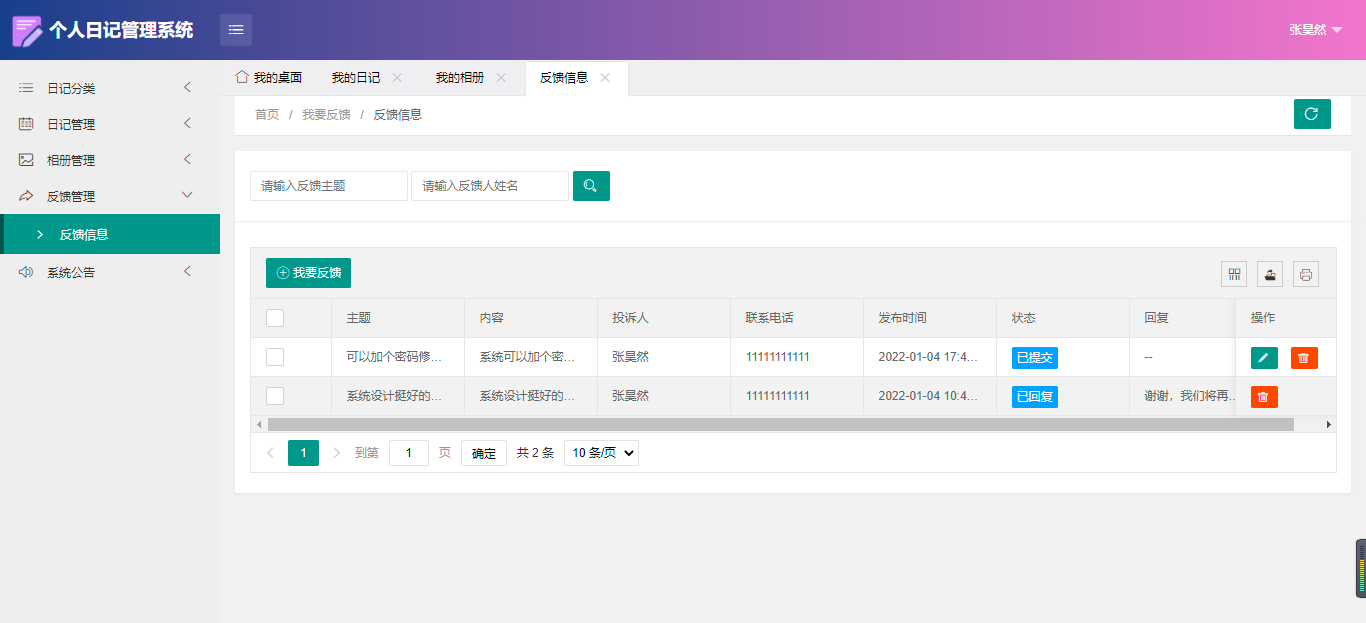 个人日记管理系统
张昊然
我的桌面 我的日记 我的相册 反馈信息
日记分类
日记管理
相册管理
反馈管理
反馈信息
系统公告
首页 / 我要反馈 / 反馈信息
请输入反馈主题 请输入反馈人姓名
我要反馈
主题 内容 投诉人 联系电话 发布时间 状态 回复 操作
可以加个密码修... 系统可以加个密... 张昊然 11111111111 2022-01-04 17:4... 已提交 --
系统设计挺好的... 系统设计挺好的... 张昊然 11111111111 2022-01-04 10:4... 已回复 谢谢，我们将再...
1 到第 1 页 确定 共 2 条 10 条/页